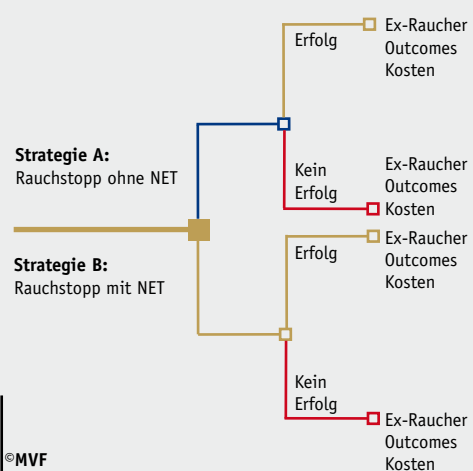 Erfolg
Ex-Raucher
Outcomes
Kosten
Strategie A:
Rauchstopp ohne NET
Kein
Erfolg
Ex-Raucher
Outcomes
Kosten
Strategie B:
Rauchstopp mit NET
Erfolg
Ex-Raucher
Outcomes
Kosten
Kein
Erfolg
Ex-Raucher
Outcomes
Kosten
©MVF